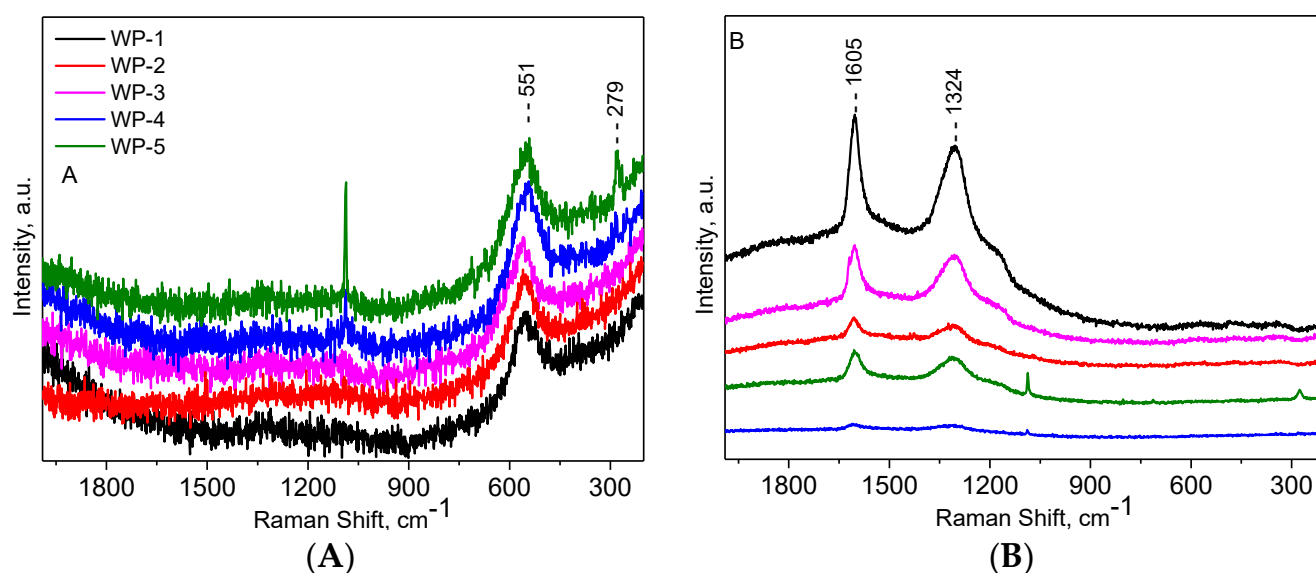 WP-1
WP-2
WP-3
WP-4
WP-5
A
551
279
Intensity, a.u.
1800 1500 1200 900 600 300
Raman Shift, cm-1
(A)
B
1605
1324
Intensity, a.u.
1800 1500 1200 900 600 300
Raman Shift, cm-1
(B)